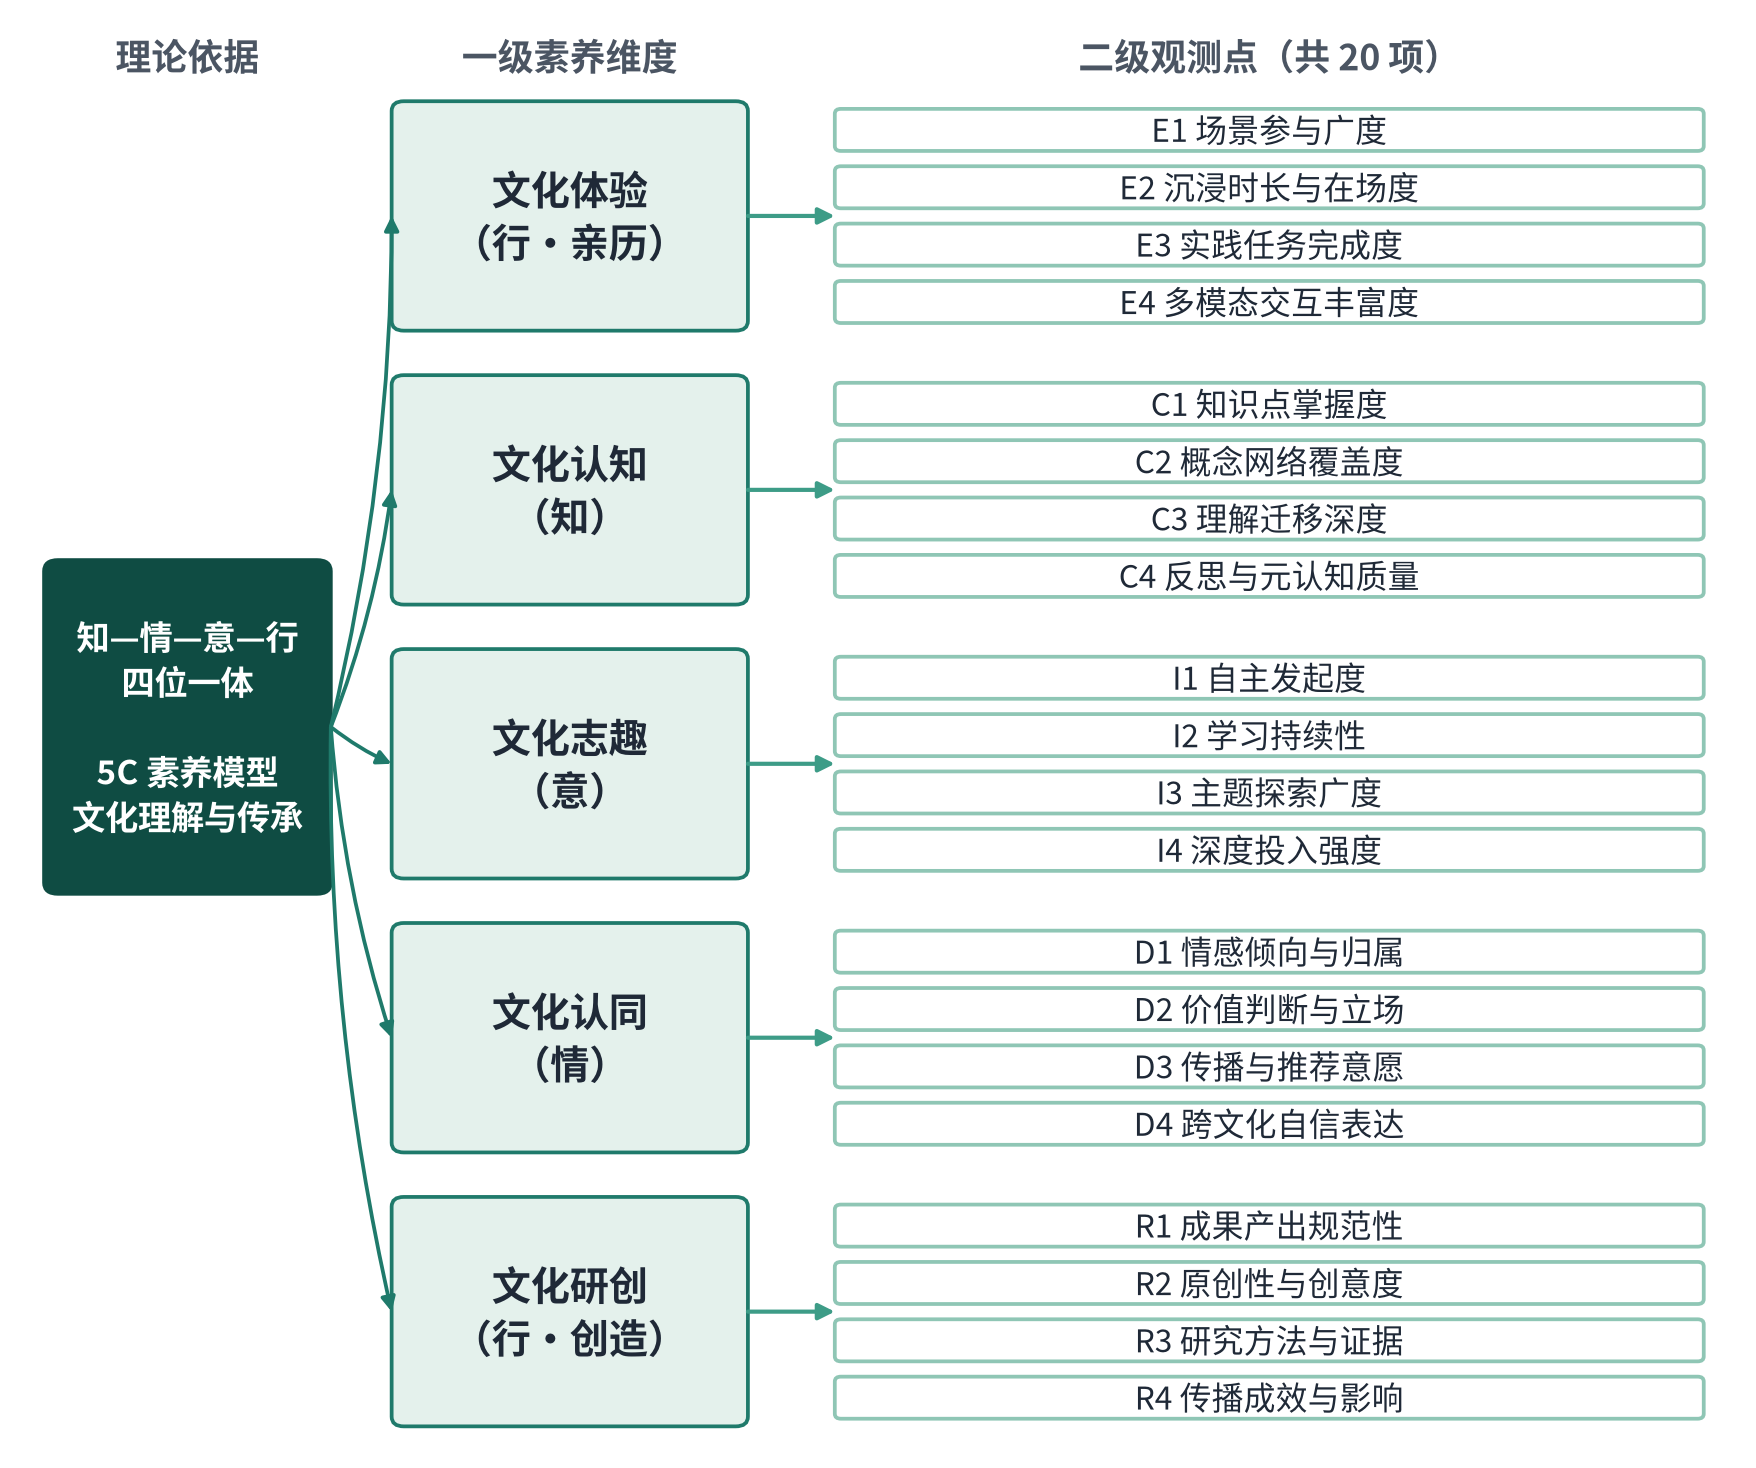 理论依据
一级素养维度
二级观测点（共 20 项）
知—情—意—行
四位一体
5C 素养模型
文化理解与传承
文化体验
（行·亲历）
E1 场景参与广度
E2 沉浸时长与在场度
E3 实践任务完成度
E4 多模态交互丰富度
文化认知
（知）
C1 知识点掌握度
C2 概念网络覆盖度
C3 理解迁移深度
C4 反思与元认知质量
文化志趣
（意）
I1 自主发起度
I2 学习持续性
I3 主题探索广度
I4 深度投入强度
文化认同
（情）
D1 情感倾向与归属
D2 价值判断与立场
D3 传播与推荐意愿
D4 跨文化自信表达
文化研创
（行·创造）
R1 成果产出规范性
R2 原创性与创意度
R3 研究方法与证据
R4 传播成效与影响